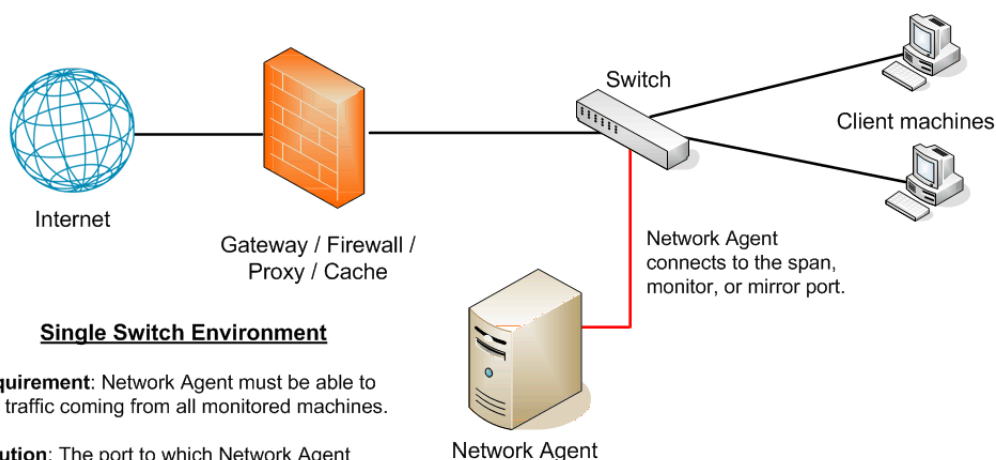 Internet
Gateway / Firewall /
Proxy / Cache
Switch
Client machines
Network Agent
connects to the span,
monitor, or mirror port.
Network Agent
Single Switch Environment
: Network Agent must be able to
traffic coming from all monitored machines.
: The port to which Network Agent